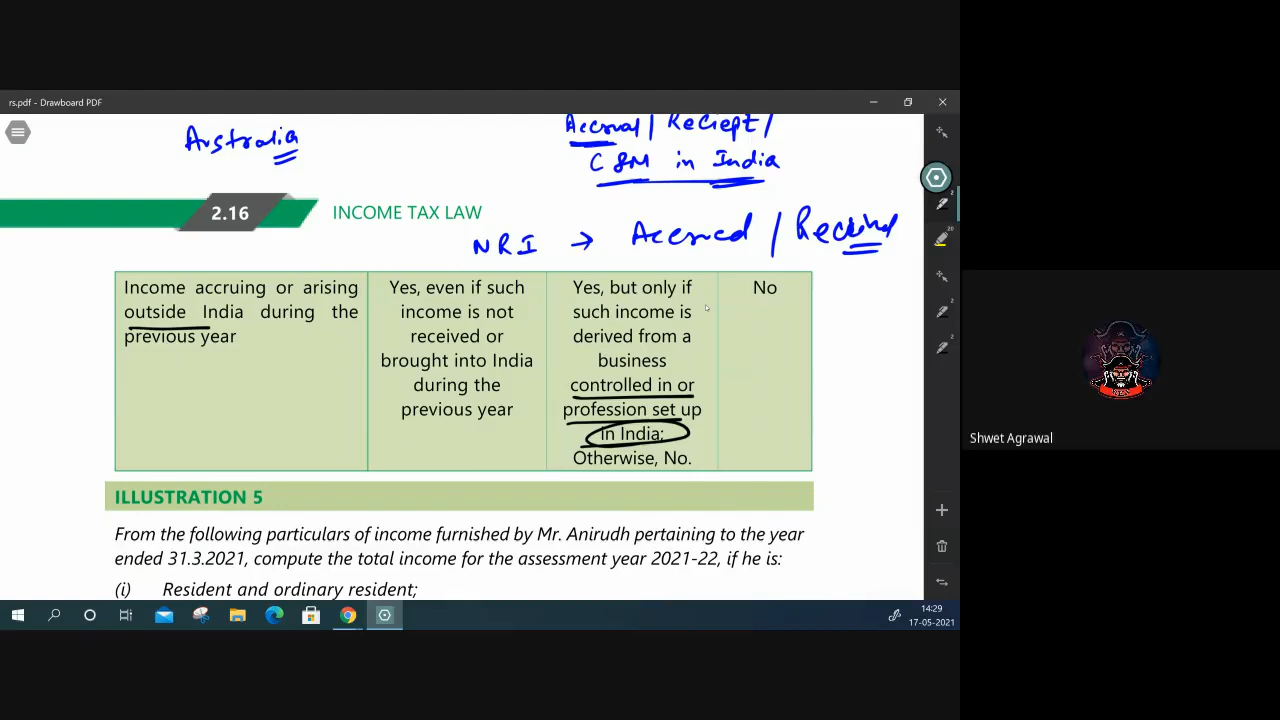 rs.pdf - Drawboard PDF
Australia
Accrual / Reciept /
C &M in India
2.16 INCOME TAX LAW
NRI → Accrued / Received
Income accruing or arising
outside India during the
previous year
Yes, even if such
income is not
received or
brought into India
during the
previous year
Yes, but only if
such income is
derived from a
business
controlled in or
profession set up
in India;
Otherwise, No.
No
ILLUSTRATION 5
From the following particulars of income furnished by Mr. Anirudh pertaining to the year
ended 31.3.2021, compute the total income for the assessment year 2021-22, if he is:
(i) Resident and ordinary resident;
Shwet Agrawal
2
20
2
2
14:29
17-05-2021